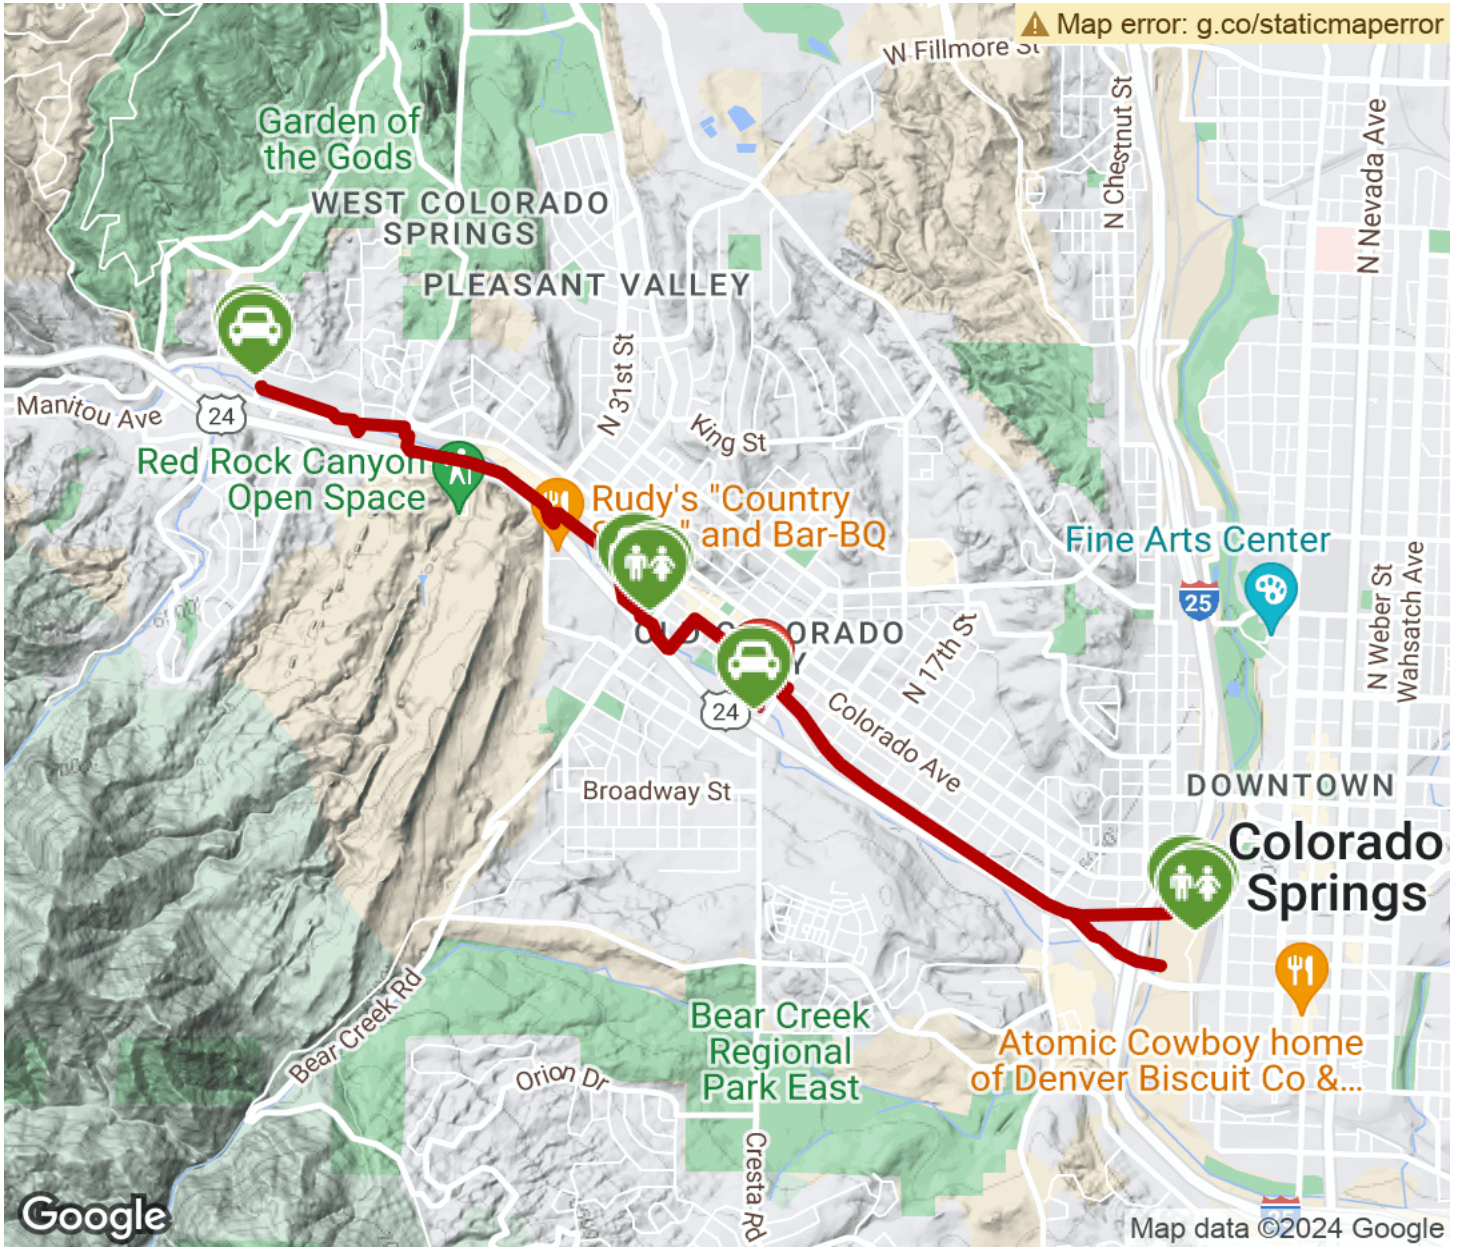 Map error: g.co/staticmaperror
W Fillmore St
N Chestnut St
N Nevada Ave
Garden of
the Gods
WEST COLORADO
SPRINGS
PLEASANT VALLEY
N 31st St
24
Manitou Ave
King St
Red Rock Canyon
Open Space
Rudy's "Country
" and Bar-BQ
Fine Arts Center
25
N Weber St
Wahsatch Ave
N 17th St
24
Colorado Ave
Broadway St
DOWNTOWN
Colorado
Springs
Bear Creek Rd
Bear Creek
Regional
Park East
Orion Dr
Atomic Cowboy home
of Denver Biscuit Co &...
Cresta Rd
25
Google
Map data ©2024 Google